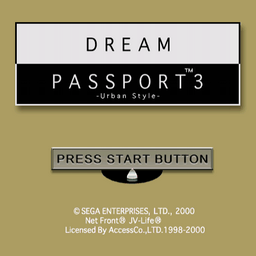 DREAM
PASSPORT™3
-Urban Style-
PRESS START BUTTON
© SEGA ENTERPRISES, LTD., 2000
Net Front® JV-Life®
Licensed By AccessCo.,LTD.1998-2000